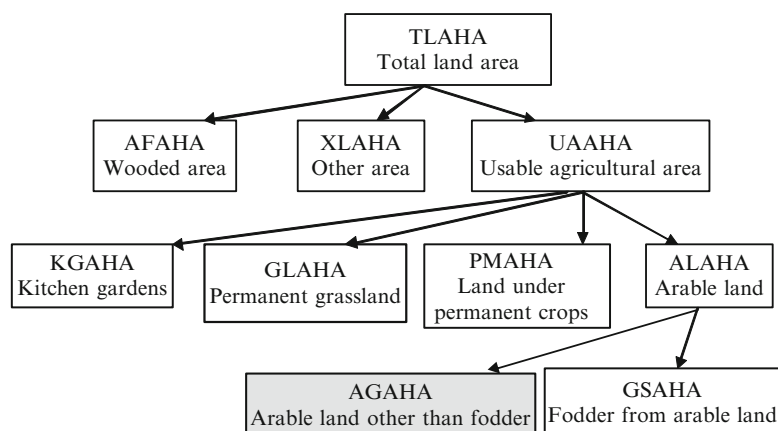 TLAHA
Total land area
AFAHA
Wooded area
XLAHA
Other area
UAAHA
Usable agricultural area
KGAHA
Kitchen gardens
GLAHA
Permanent grassland
PMAHA
Land under
permanent crops
ALAHA
Arable land
AGAHA
Arable land other than fodder
GSAHA
Fodder from arable land